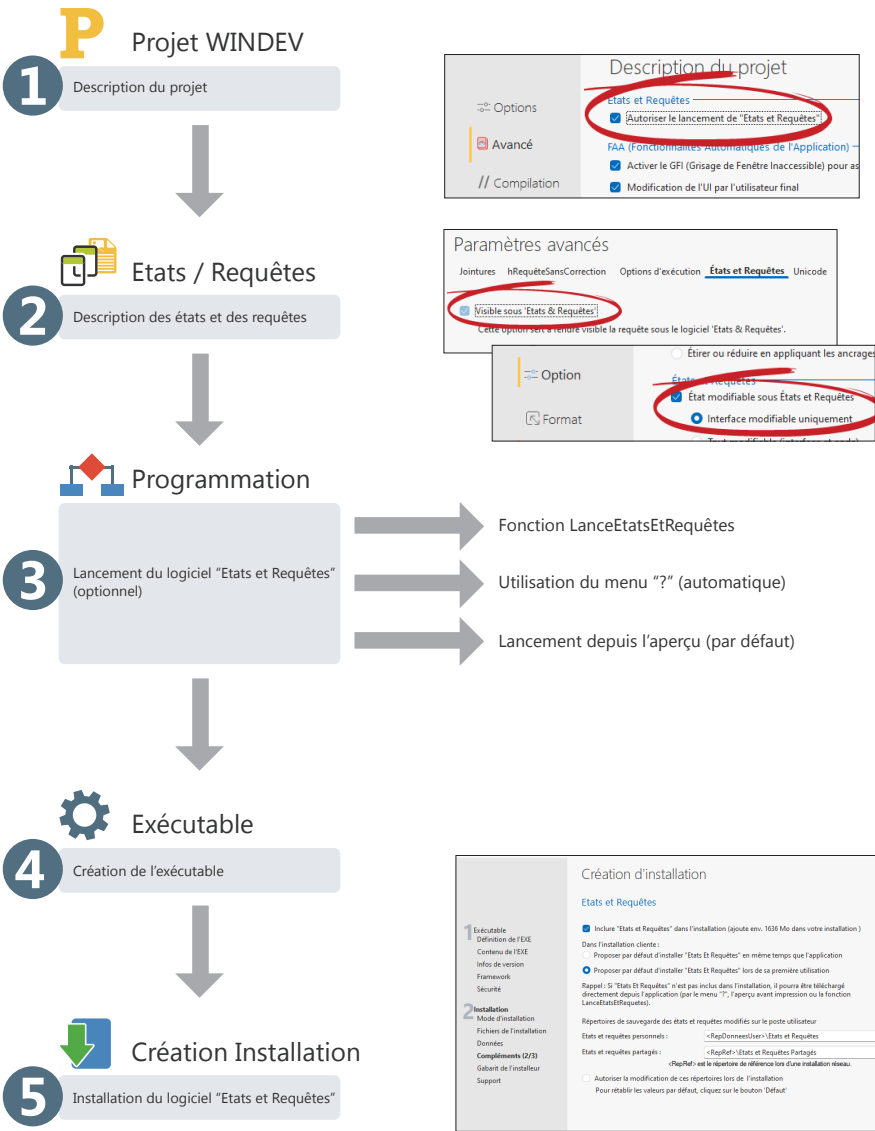 P Projet WINDEV
1
Description du projet
Description du projet
Options
Avancé
// Compilation
Etats et Requêtes
Autoriser le lancement de "Etats et Requêtes"
FAA (Fonctionnalités Automatiques de l'Application)
Activer le GFI (Grisage de Fenêtre Inaccessible) pour as
Modification de l'UI par l'utilisateur final
Etats / Requêtes
2
Description des états et des requêtes
Paramètres avancés
Jointures hRequêteSansCorrection Options d'exécution États et Requêtes Unicode
Visible sous 'Etats & Requêtes'
Cette option sert à rendre visible la requête sous le logiciel 'Etats & Requêtes'.
Option
Format
Étirer ou réduire en appliquant les ancrages
États et Requêtes
État modifiable sous États et Requêtes
Interface modifiable uniquement
Tout modifiable (interface et code)
Programmation
3
Lancement du logiciel "Etats et Requêtes"
(optionnel)
Fonction LanceEtatsEtRequêtes
Utilisation du menu "?" (automatique)
Lancement depuis l'aperçu (par défaut)
Exécutable
4
Création de l'exécutable
Création Installation
5
Installation du logiciel "Etats et Requêtes"
1 Exécutable
Définition de l'EXE
Contenu de l'EXE
Infos de version
Framework
Sécurité
2 Installation
Mode d'installation
Fichiers de l'installation
Données
Compléments (2/3)
Gabarit de l'installeur
Support
Création d'installation
Etats et Requêtes
Inclure "Etats et Requêtes" dans l'installation (ajoute env. 1636 Mo dans votre installation )
Dans l'installation cliente :
Proposer par défaut d'installer "Etats Et Requêtes" en même temps que l'application
Proposer par défaut d'installer "Etats Et Requêtes" lors de sa première utilisation
Rappel : Si "Etats Et Requêtes" n'est pas inclus dans l'installation, il pourra être téléchargé
directement depuis l'application (par le menu "?", l'aperçu avant impression ou la fonction
LanceEtatsEtRequetes).
Répertoires de sauvegarde des états et requêtes modifiés sur le poste utilisateur
Etats et requêtes personnels : <RepDonneesUser>\Etats et Requêtes
Etats et requêtes partagés : <RepRef>\Etats et Requêtes Partagés
<RepRef> est le répertoire de référence lors d'une installation réseau.
Autoriser la modification de ces répertoires lors de l'installation
Pour rétablir les valeurs par défaut, cliquez sur le bouton 'Défaut'